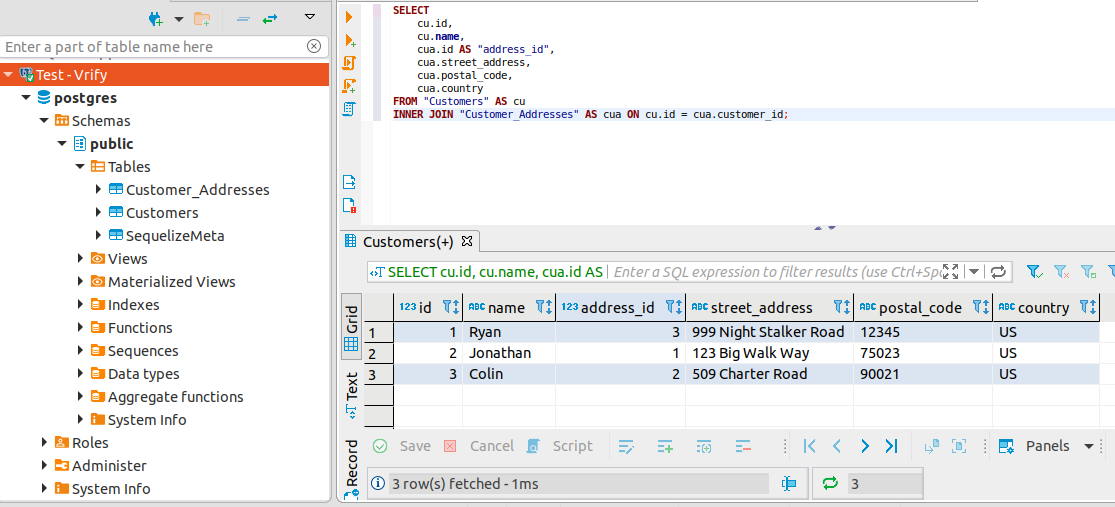 Enter a part of table name here
Test - Vrify
postgres
Schemas
public
Tables
Customer_Addresses
Customers
SequelizeMeta
Views
Materialized Views
Indexes
Functions
Sequences
Data types
Aggregate functions
System Info
Roles
Administer
System Info
SELECT
cu.id,
cu.name,
cua.id AS "address_id",
cua.street_address,
cua.postal_code,
cua.country
FROM "Customers" AS cu
INNER JOIN "Customer_Addresses" AS cua ON cu.id = cua.customer_id;
Customers(+)
SELECT cu.id, cu.name, cua.id AS Enter a SQL expression to filter results (use Ctrl+Spa
Grid
Text
Record
123 id ABC name 123 address_id ABC street_address ABC postal_code ABC country
1 1 Ryan 3 999 Night Stalker Road 12345 US
2 2 Jonathan 1 123 Big Walk Way 75023 US
3 3 Colin 2 509 Charter Road 90021 US
Save Cancel Script Panels
3 row(s) fetched - 1ms 3